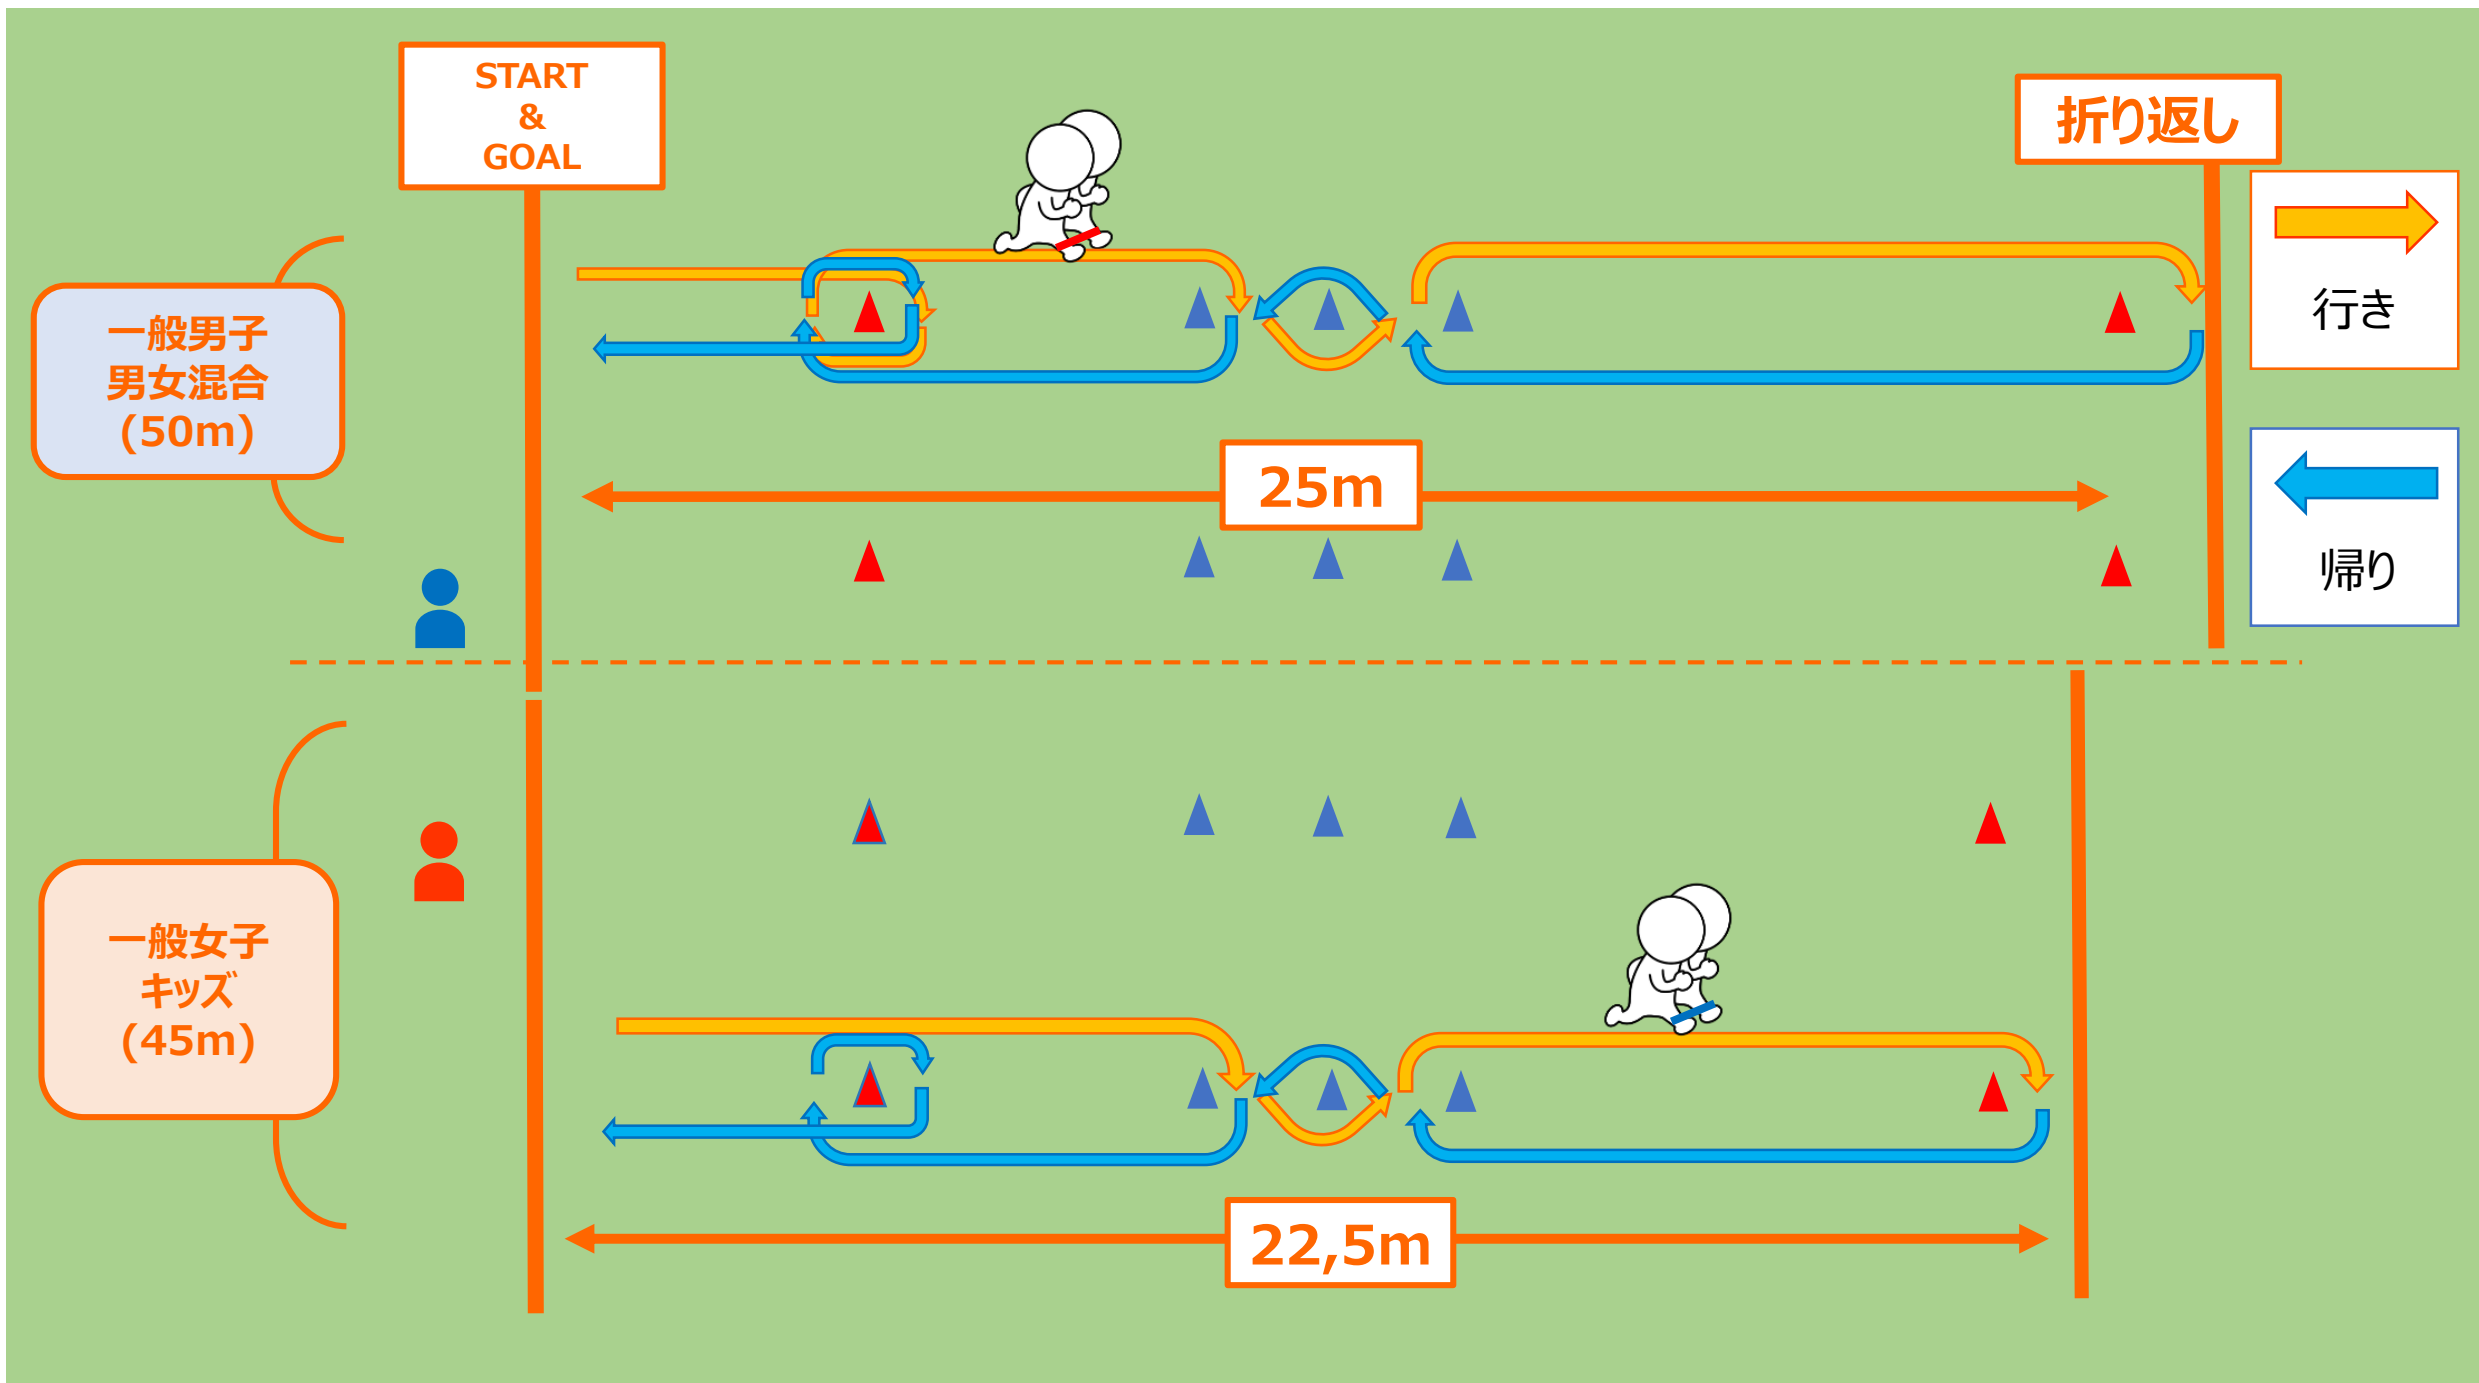 START
&
GOAL
折り返し
行き
一般男子
男女混合
(50m)
25m
帰り
一般女子
キッズ
(45m)
22,5m